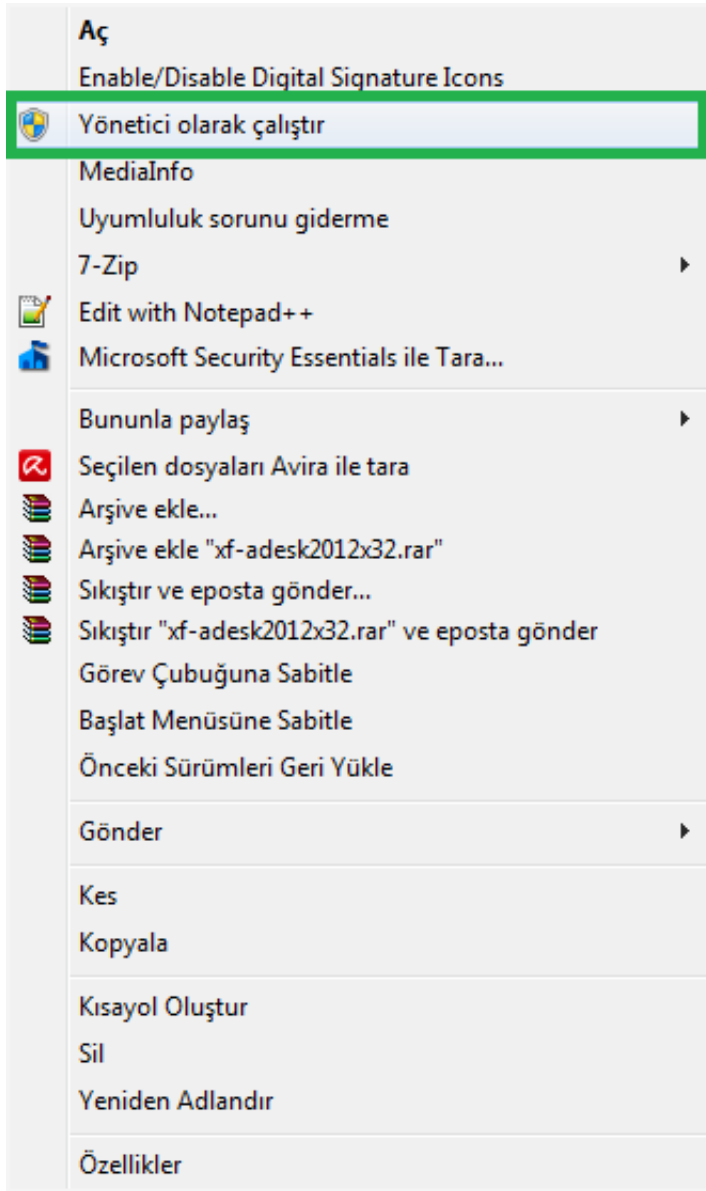 Aç
Enable/Disable Digital Signature Icons
Yönetici olarak çalıştır
MediaInfo
Uyumluluk sorunu giderme
7-Zip
Edit with Notepad++
Microsoft Security Essentials ile Tara...
Bununla paylaş
Seçilen dosyaları Avira ile tara
Arşive ekle...
Arşive ekle "xf-adesk2012x32.rar"
Sıkıştır ve eposta gönder...
Sıkıştır "xf-adesk2012x32.rar" ve eposta gönder
Görev Çubuğuna Sabitle
Başlat Menüsüne Sabitle
Önceki Sürümleri Geri Yükle
Gönder
Kes
Kopyala
Kısayol Oluştur
Sil
Yeniden Adlandır
Özellikler